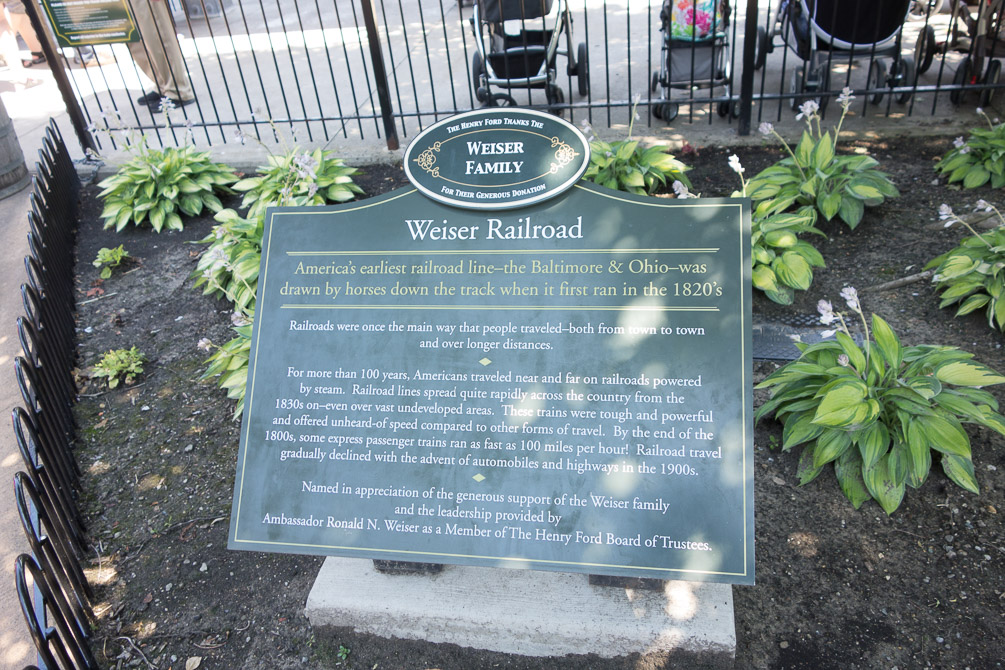 THE HENRY FORD THANKS THE
WEISER
FAMILY
FOR THEIR GENEROUS DONATION
Weiser Railroad
America's earliest railroad line–the Baltimore & Ohio–was
drawn by horses down the track when it first ran in the 1820's
Railroads were once the main way that people traveled–both from town to town
and over longer distances.
For more than 100 years, Americans traveled near and far on railroads powered
by steam. Railroad lines spread quite rapidly across the country from the
1830s on–even over vast undeveloped areas. These trains were tough and powerful
and offered unheard-of speed compared to other forms of travel. By the end of the
1800s, some express passenger trains ran as fast as 100 miles per hour! Railroad travel
gradually declined with the advent of automobiles and highways in the 1900s.
Named in appreciation of the generous support of the Weiser family
and the leadership provided by
Ambassador Ronald N. Weiser as a Member of The Henry Ford Board of Trustees.